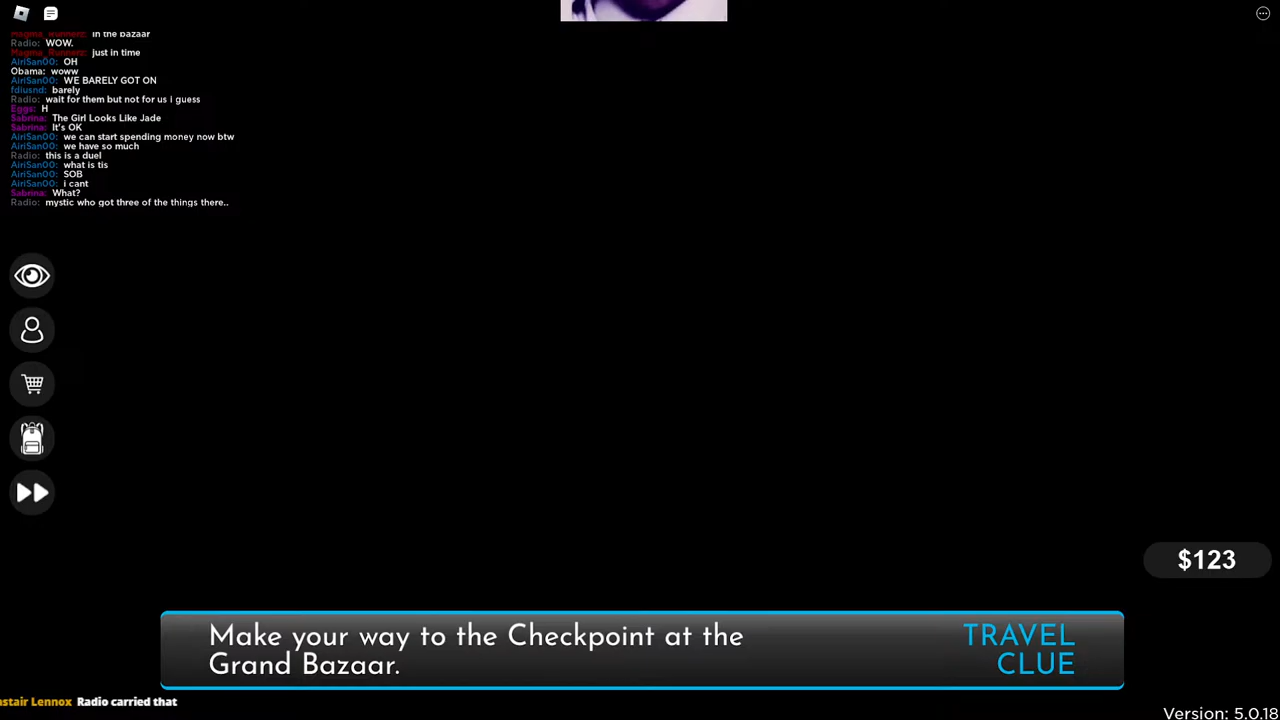 Magma_Runnerz: in the bazaar
Radio: WOW.
Magma_Runnerz: just in time
AiriSan00: OH
Obama: woww
AiriSan00: WE BARELY GOT ON
fdiusnd: barely
Radio: wait for them but not for us i guess
Eggs: H
Sabrina: The Girl Looks Like Jade
Sabrina: It's OK
AiriSan00: we can start spending money now btw
AiriSan00: we have so much
Radio: this is a duel
AiriSan00: what is tis
AiriSan00: SOB
AiriSan00: i cant
Sabrina: What?
Radio: mystic who got three of the things there..
$123
Make your way to the Checkpoint at the
Grand Bazaar.
TRAVEL
CLUE
astair Lennox Radio carried that
Version: 5.0.18